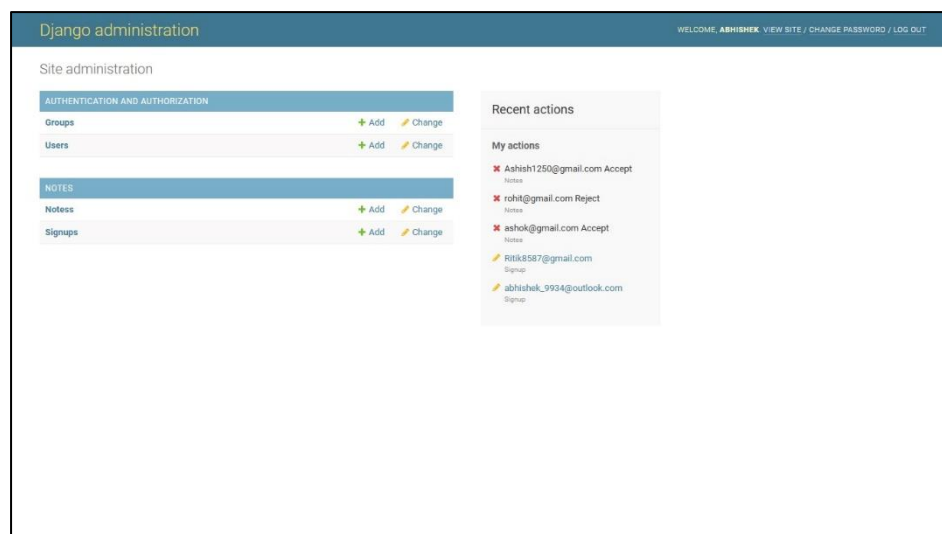 Django administration
WELCOME, ABHISHEK. VIEW SITE / CHANGE PASSWORD / LOG OUT
Site administration
AUTHENTICATION AND AUTHORIZATION
Groups + Add Change
Users + Add Change
NOTES
Notess + Add Change
Signups + Add Change
Recent actions
My actions
Ashish1250@gmail.com Accept
Notes
rohit@gmail.com Reject
Notes
ashok@gmail.com Accept
Notes
Ritik8587@gmail.com
Signup
abhishek_9934@outlook.com
Signup